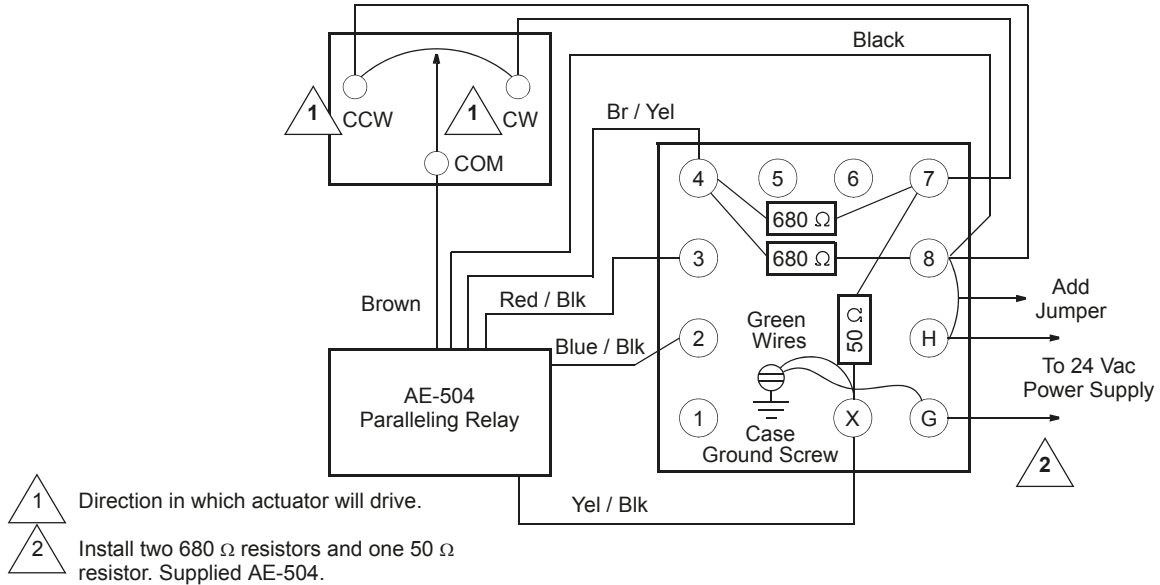 Black
1
CCW
1
CW
COM
Br / Yel
4
5
6
7
680 Ω
3
680 Ω
8
Brown
Red / Blk
Add
Jumper
Green
Wires
50 Ω
2
H
Blue / Blk
To 24 Vac
Power Supply
AE-504
Paralleling Relay
1
X
G
Case
Ground Screw
2
Yel / Blk
1
Direction in which actuator will drive.
2
Install two 680 Ω resistors and one 50 Ω
resistor. Supplied AE-504.